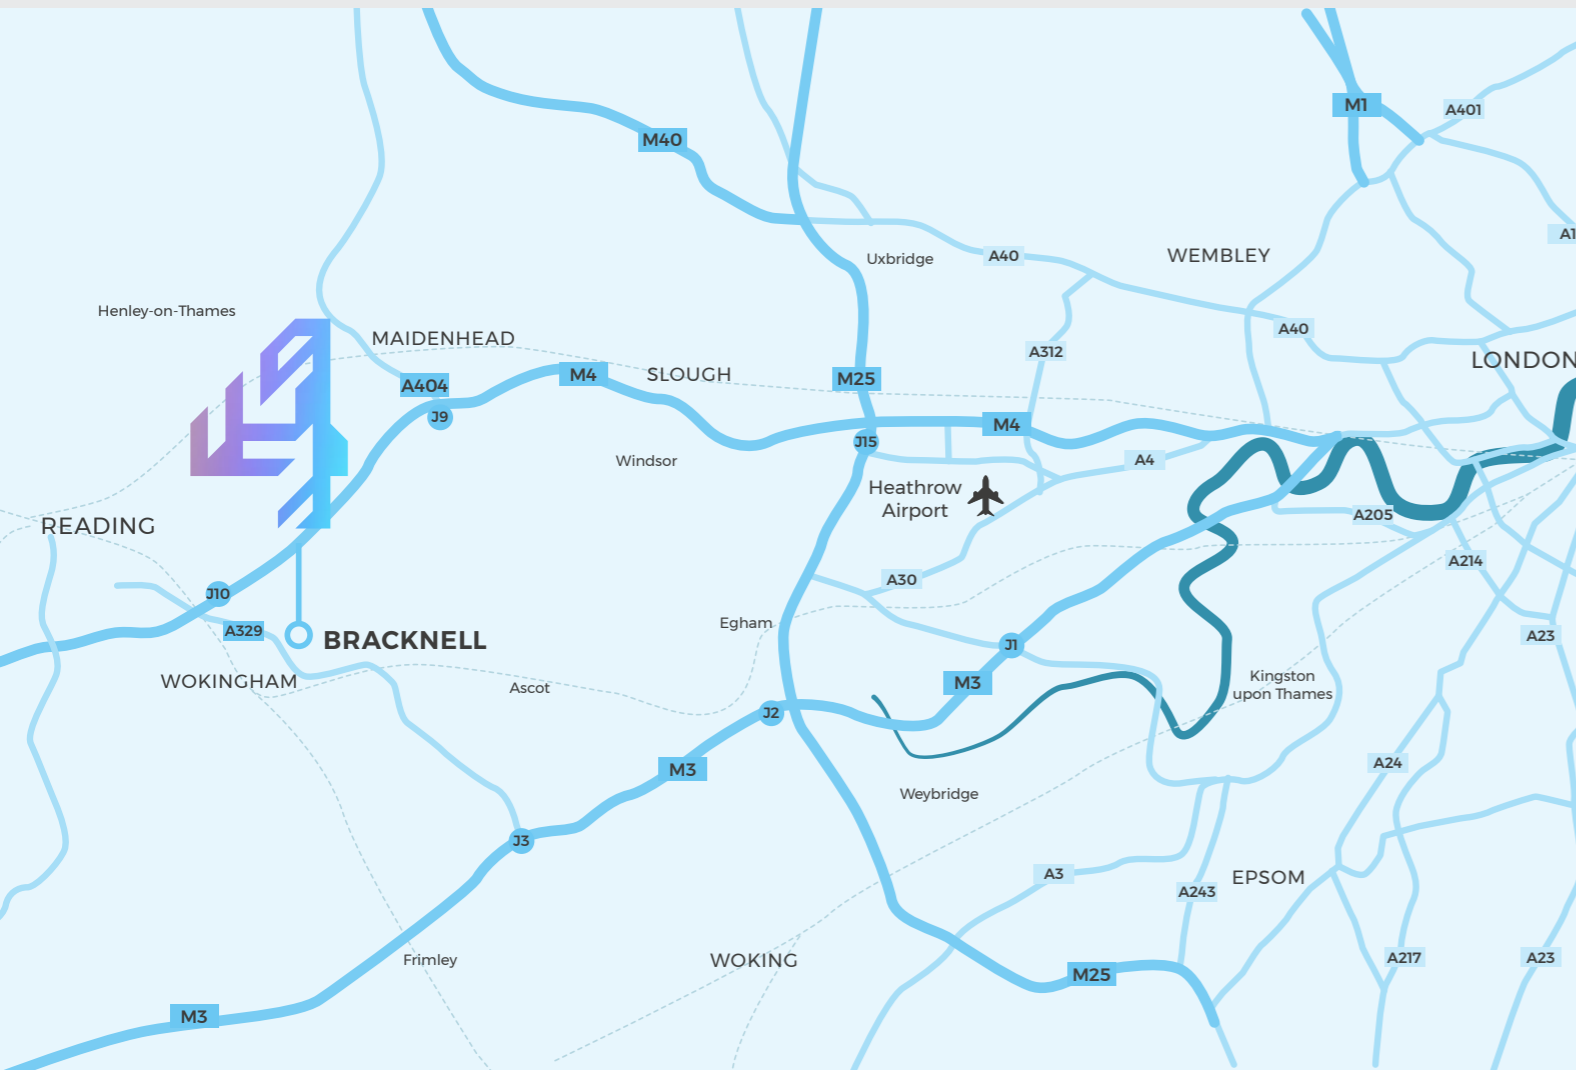 M1
A401
M40
A1
Uxbridge
A40
WEMBLEY
Henley-on-Thames
A40
MAIDENHEAD
A312
LONDON
SLOUGH
M4
M25
A404
J9
M4
J15
Windsor
A4
Heathrow
Airport
A205
READING
A214
A30
J10
Egham
A329
BRACKNELL
A23
J1
WOKINGHAM
M3
Kingston
upon Thames
Ascot
J2
M3
A24
Weybridge
J3
A3
EPSOM
A243
Frimley
WOKING
A217
A23
M25
M3